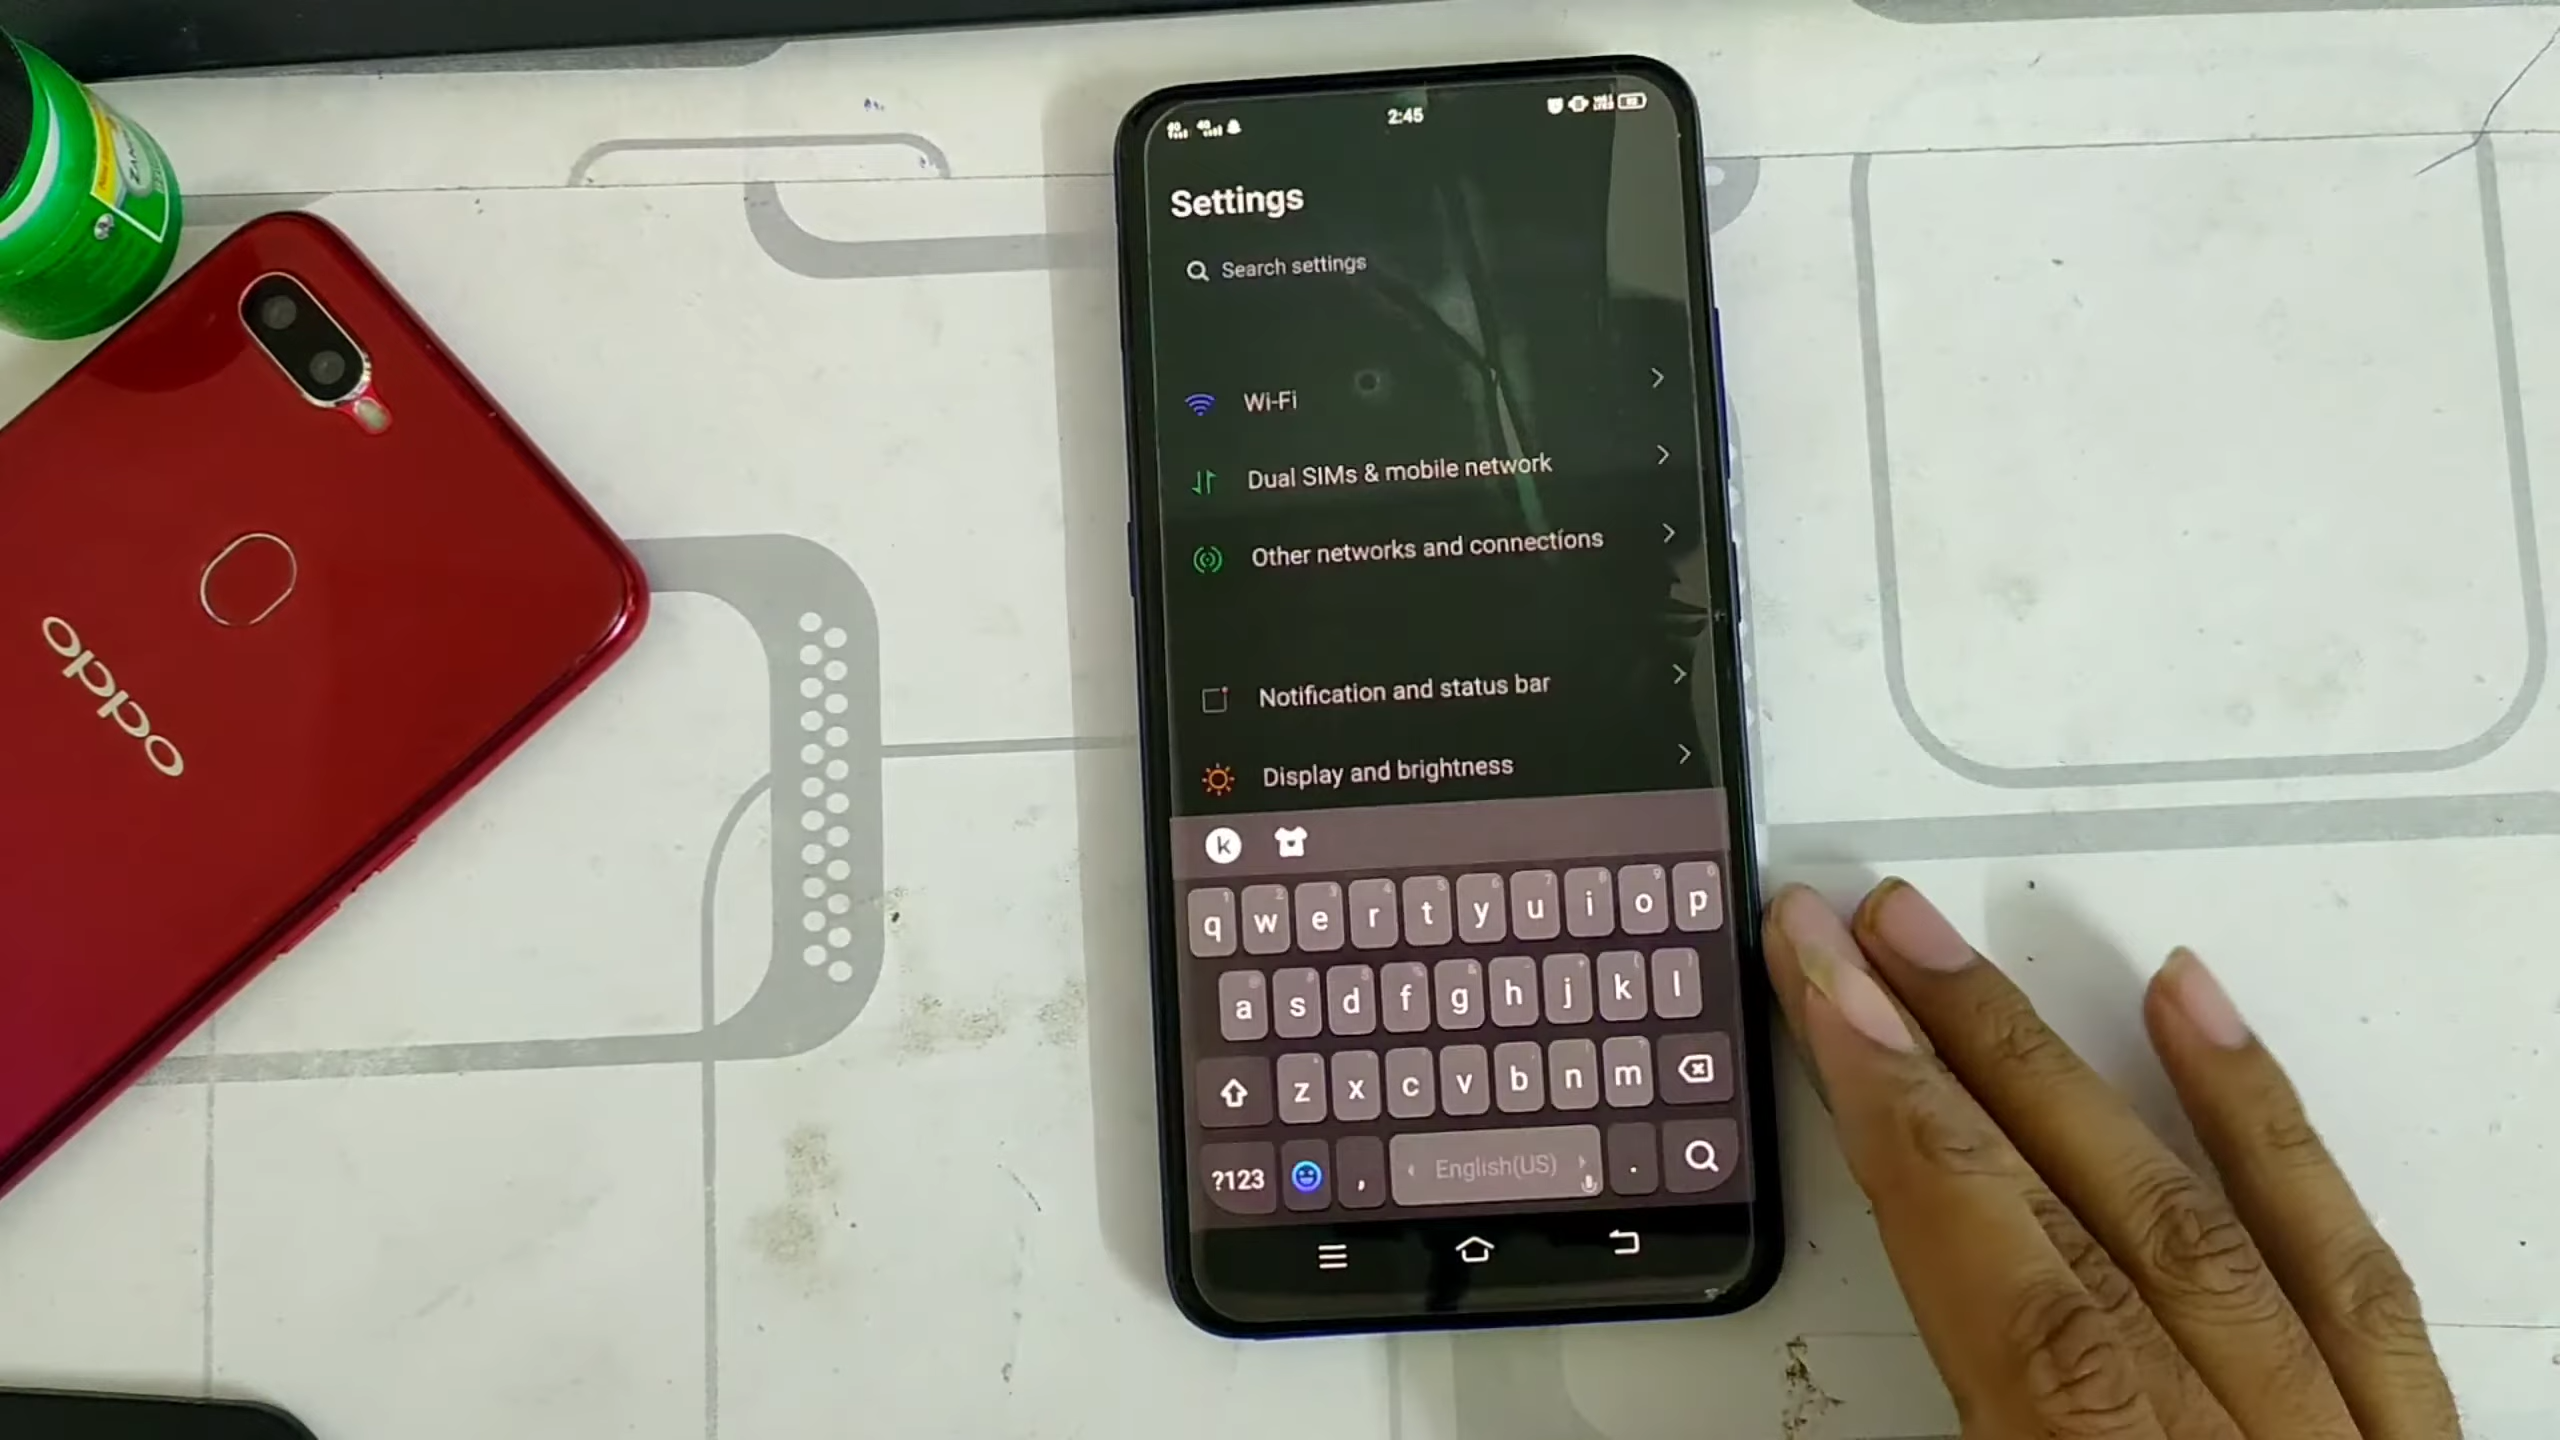 2:45
Settings
Search settings
Wi-Fi
Dual SIMs & mobile network
Other networks and connections
Notification and status bar
Display and brightness
k
q w e r t y u i o p
a s d f g h j k l
z x c v b n m
?123 , English(US) .
oppo